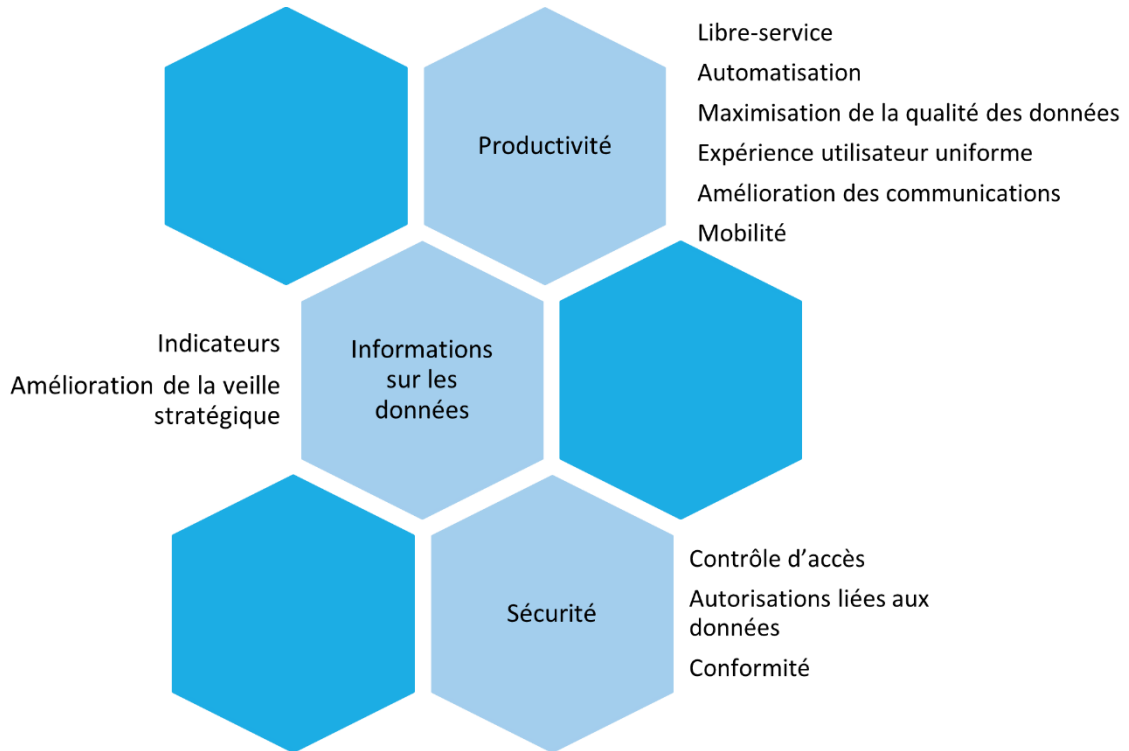 Libre-service
Automatisation
Maximisation de la qualité des données
Expérience utilisateur uniforme
Amélioration des communications
Mobilité
Productivité
Indicateurs
Amélioration de la veille
stratégique
Informations
sur les
données
Contrôle d’accès
Autorisations liées aux
données
Conformité
Sécurité